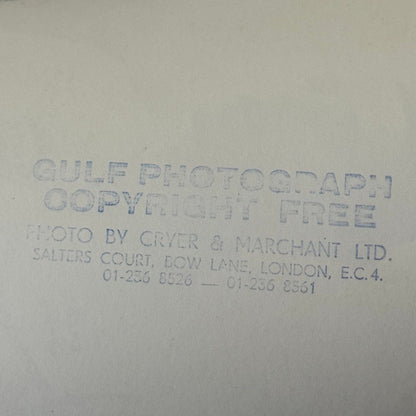 GULF PHOTOGRAPH
COPYRIGHT FREE
PHOTO BY CRYER & MARCHANT LTD.
SALTERS COURT, BOW LANE, LONDON, E.C.4.
01-236 8526 — 01-236 8561